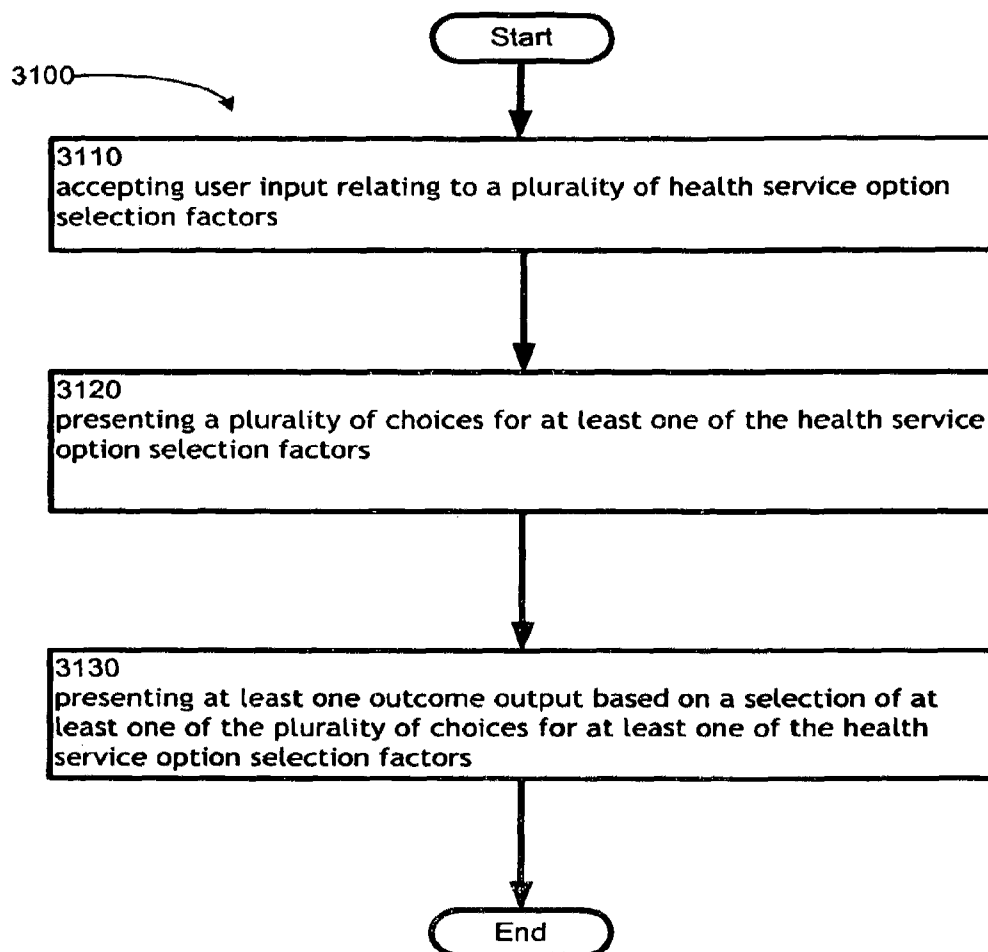 Start
3100
3110
accepting user input relating to a plurality of health service option
selection factors
3120
presenting a plurality of choices for at least one of the health service
option selection factors
3130
presenting at least one outcome output based on a selection of at
least one of the plurality of choices for at least one of the health
service option selection factors
End